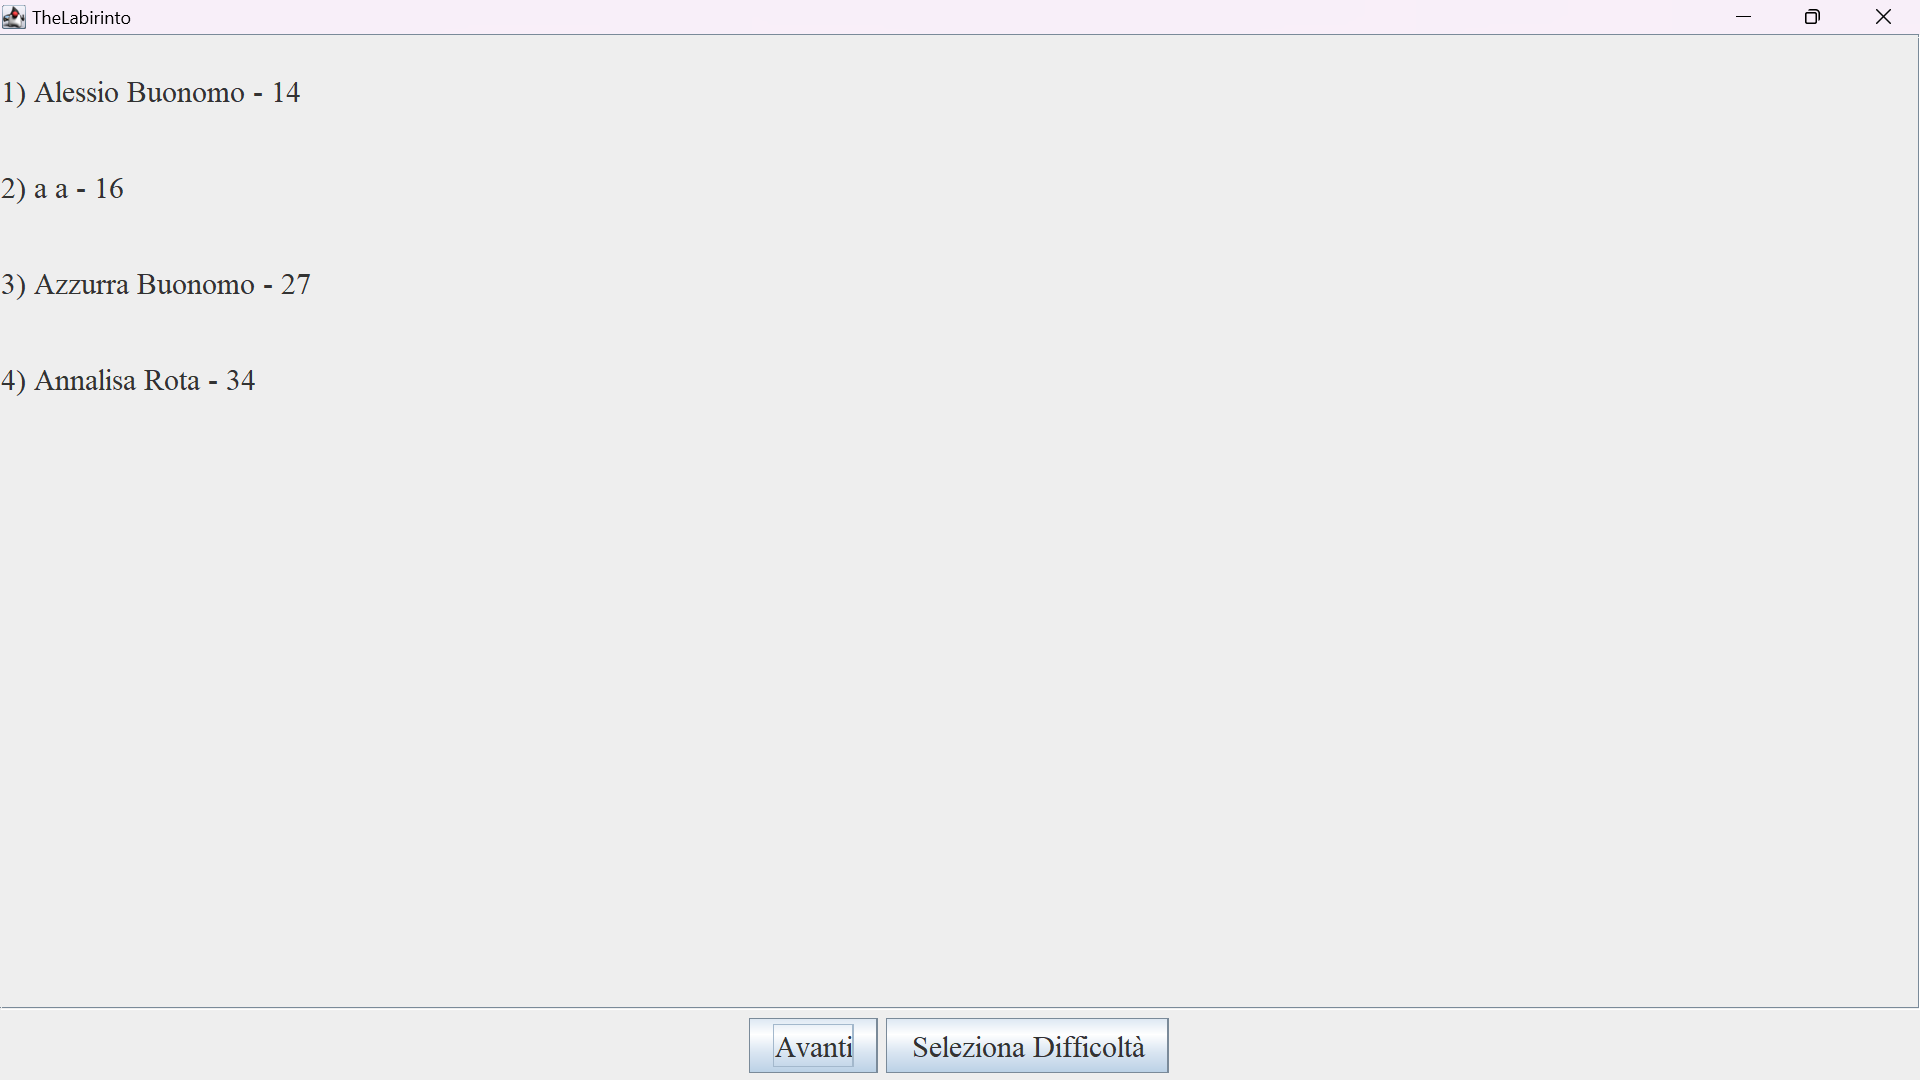 TheLabirinto
1) Alessio Buonomo - 14
2) a a - 16
3) Azzurra Buonomo - 27
4) Annalisa Rota - 34
Avanti
Seleziona Difficoltà